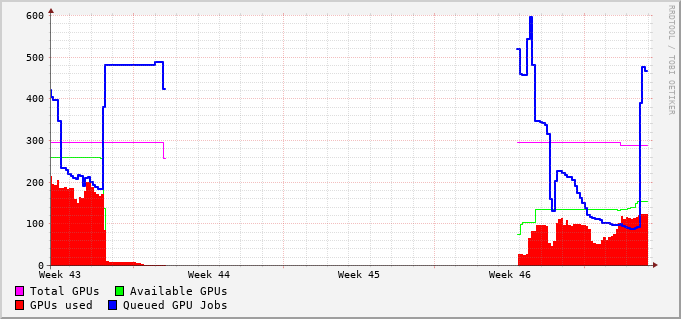 600
500
400
300
200
100
0
Week 43 Week 44 Week 45 Week 46
Total GPUs Available GPUs
GPUs used Queued GPU Jobs
RRDTOOL / TOBI OETIKER